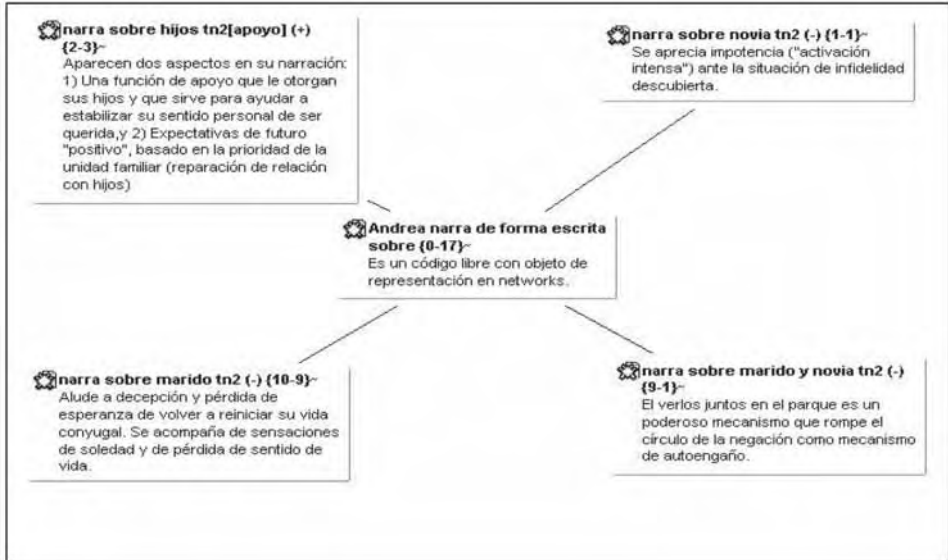 narra sobre hijos tn2[apoyo] (+)
{2-3}~
Aparecen dos aspectos en su narración:
1) Una función de apoyo que le otorgan
sus hijos y que sirve para ayudar a
estabilizar su sentido personal de ser
querida,y 2) Expectativas de futuro
"positivo", basado en la prioridad de la
unidad familiar (reparación de relación
con hijos)
narra sobre novia tn2 (-) {1-1}~
Se aprecia impotencia ("activación
intensa") ante la situación de infidelidad
descubierta.
Andrea narra de forma escrita
sobre {0-17}~
Es un código libre con objeto de
representación en networks.
narra sobre marido tn2 (-) {10-9}~
Alude a decepción y pérdida de
esperanza de volver a reiniciar su vida
conyugal. Se acompaña de sensaciones
de soledad y de pérdida de sentido de
vida.
narra sobre marido y novia tn2 (-)
{9-1}~
El verlos juntos en el parque es un
poderoso mecanismo que rompe el
círculo de la negación como mecanismo
de autoengaño.